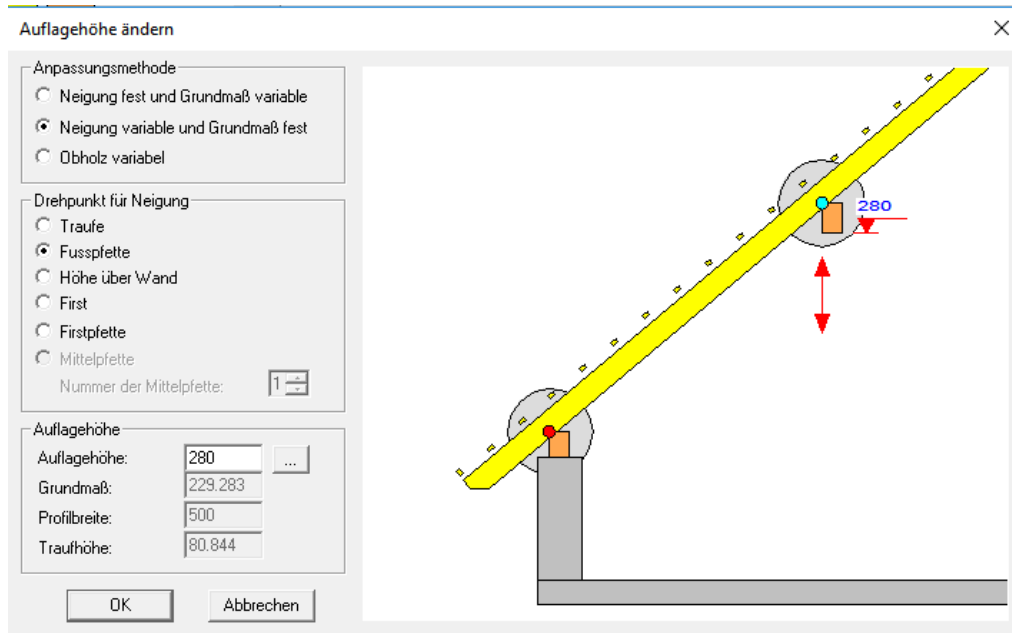 Auflagehöhe ändern
Anpassungsmethode
Neigung fest und Grundmaß variable
Neigung variable und Grundmaß fest
Obholz variabel
Drehpunkt für Neigung
Traufe
Fusspfette
Höhe über Wand
First
Firstpfette
Mittelpfette
Nummer der Mittelpfette: 1
Auflagehöhe
Auflagehöhe: 280 ...
Grundmaß: 229.283
Profilbreite: 500
Traufhöhe: 80.844
OK Abbrechen
280